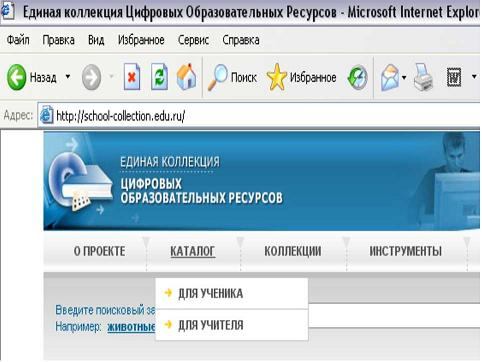 Единая коллекция Цифровых Образовательных Ресурсов - Microsoft Internet Explor
Файл Правка Вид Избранное Сервис Справка
Назад Поиск Избранное
Адрес: http://school-collection.edu.ru/
ЕДИНАЯ КОЛЛЕКЦИЯ
ЦИФРОВЫХ
ОБРАЗОВАТЕЛЬНЫХ РЕСУРСОВ
О ПРОЕКТЕ КАТАЛОГ КОЛЛЕКЦИИ ИНСТРУМЕНТЫ
ДЛЯ УЧЕНИКА
Введите поисковый за
ДЛЯ УЧИТЕЛЯ
Например: животные